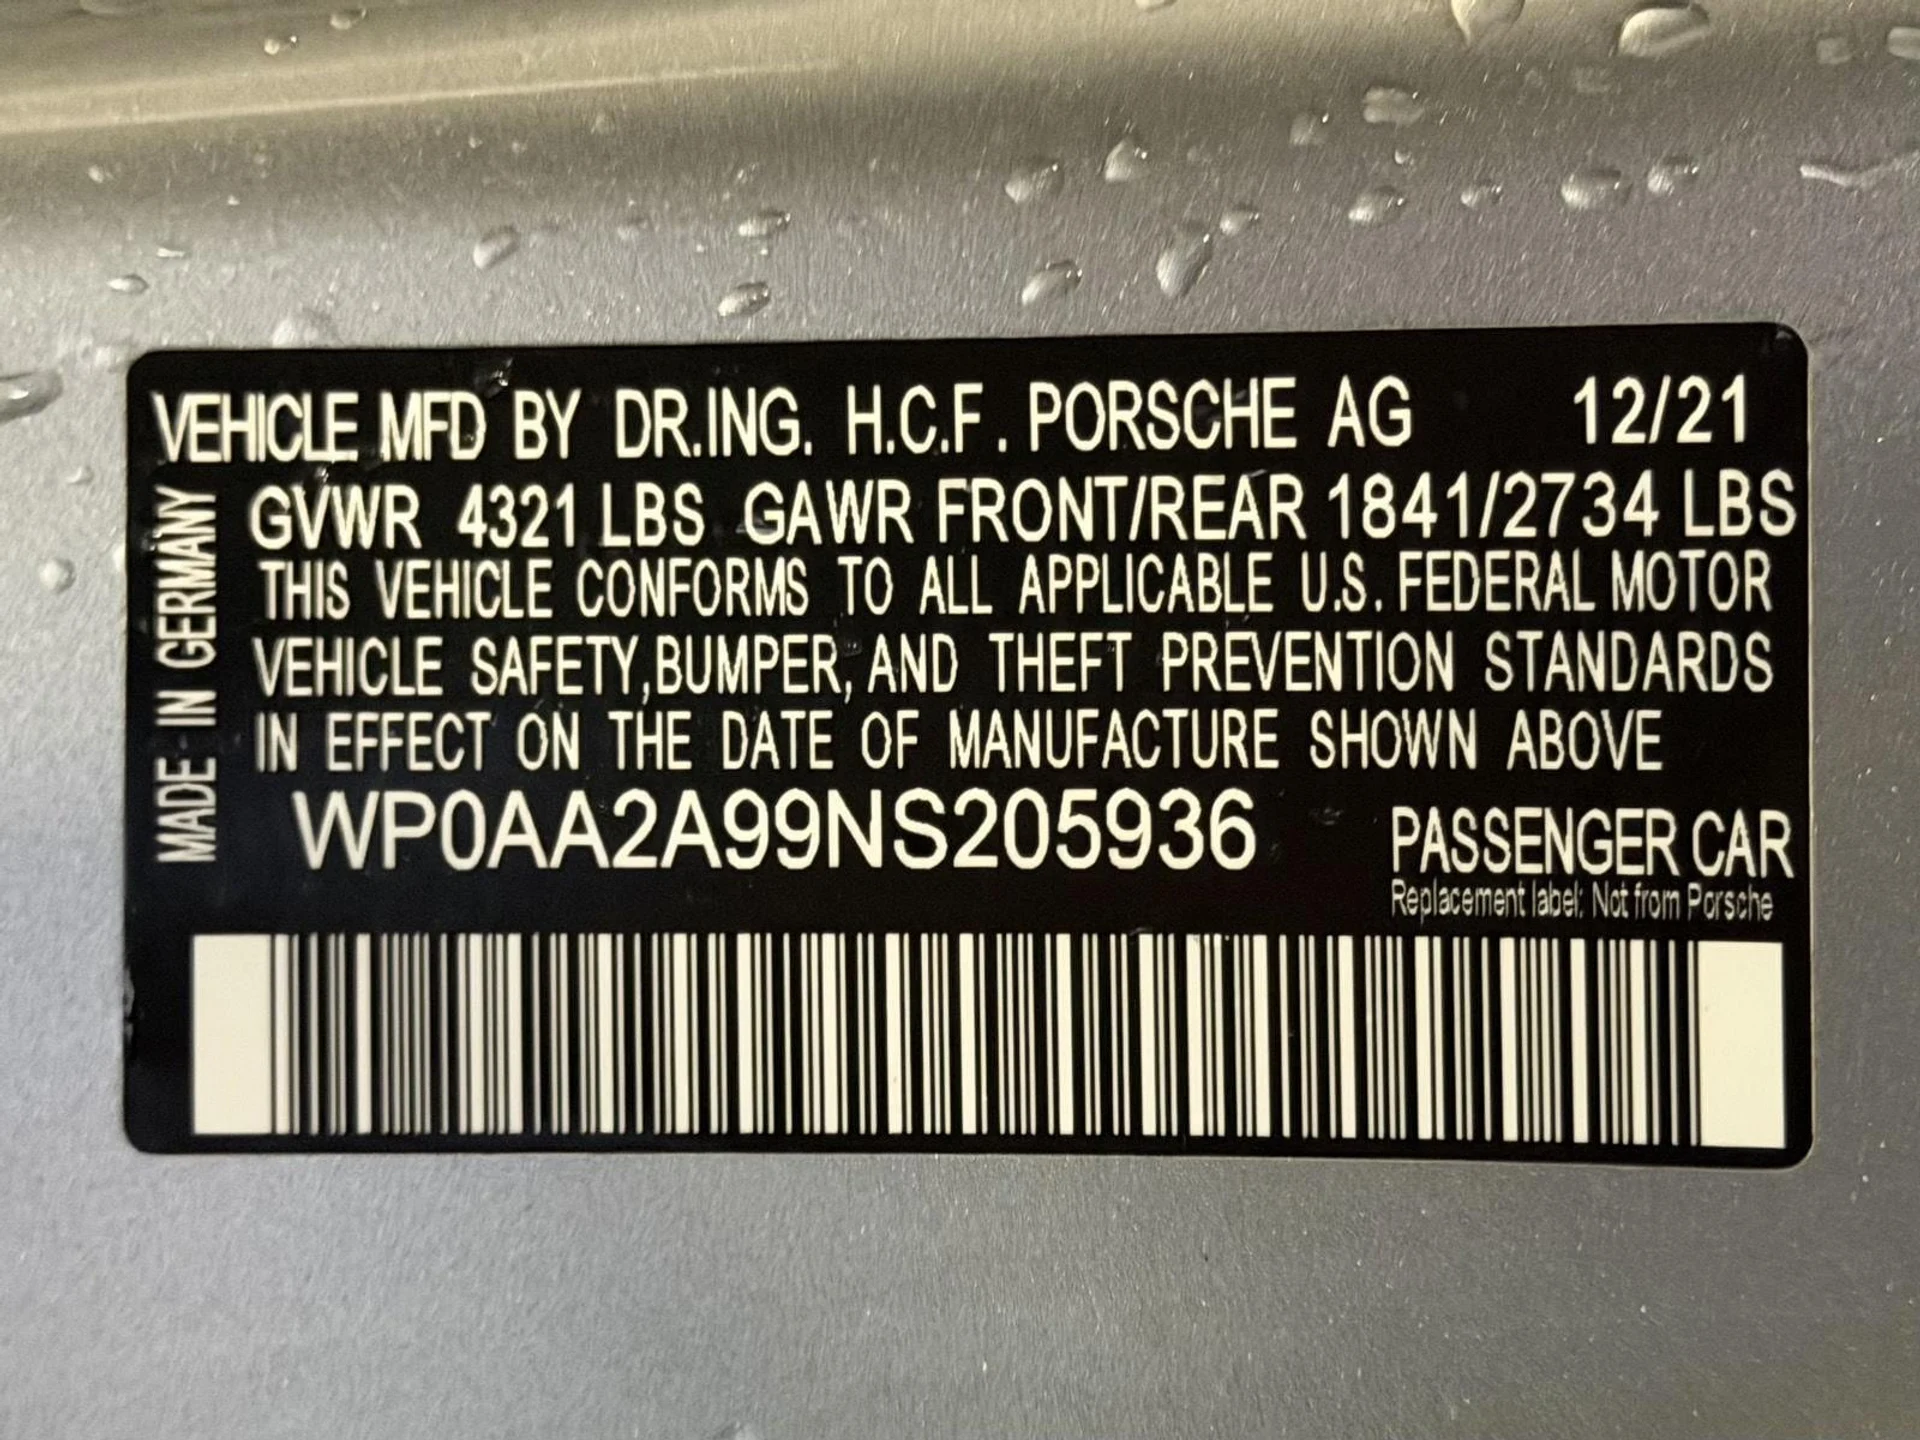 VEHICLE MFD BY DR.ING. H.C.F. PORSCHE AG 12/21
GVWR 4321 LBS GAWR FRONT/REAR 1841/2734 LBS
THIS VEHICLE CONFORMS TO ALL APPLICABLE U.S. FEDERAL MOTOR
VEHICLE SAFETY, BUMPER, AND THEFT PREVENTION STANDARDS
IN EFFECT ON THE DATE OF MANUFACTURE SHOWN ABOVE
MADE IN GERMANY
WP0AA2A99NS205936
PASSENGER CAR
Replacement label; Not from Porsche